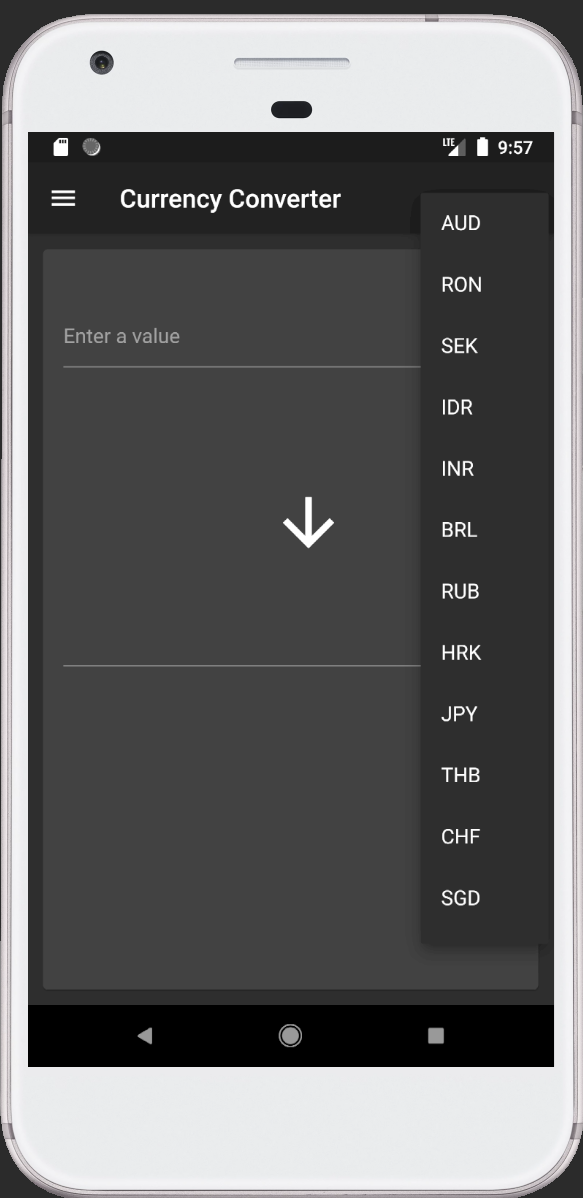 LTE 9:57
Currency Converter
AUD
RON
Enter a value
SEK
IDR
INR
BRL
RUB
HRK
JPY
THB
CHF
SGD